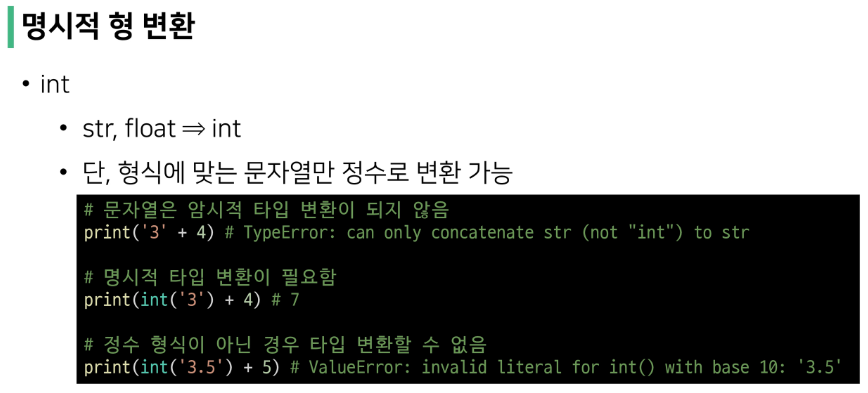 명시적 형 변환
• int
• str, float ⇒ int
• 단, 형식에 맞는 문자열만 정수로 변환 가능
# 문자열은 암시적 타입 변환이 되지 않음
print('3' + 4) # TypeError: can only concatenate str (not "int") to str
# 명시적 타입 변환이 필요함
print(int('3') + 4) # 7
# 정수 형식이 아닌 경우 타입 변환할 수 없음
print(int('3.5') + 5) # ValueError: invalid literal for int() with base 10: '3.5'